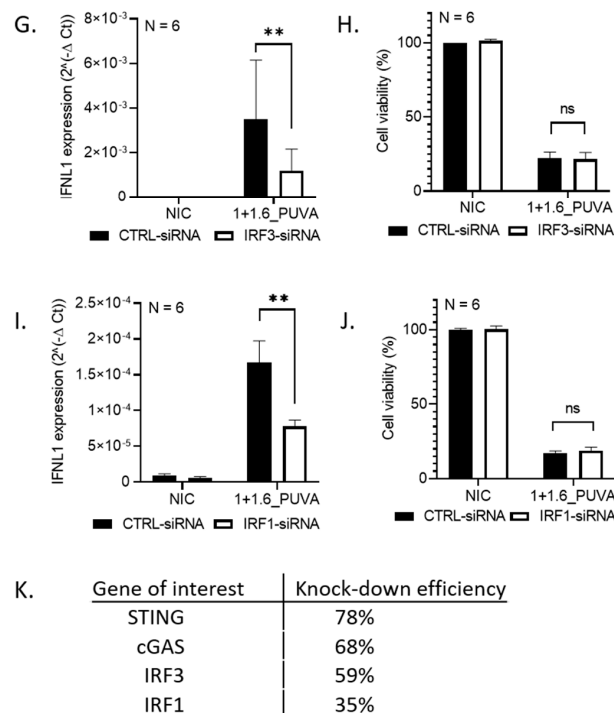 G.
N = 6
**
IFNL1 expression (2^(-Δ Ct))
8×10⁻³
6×10⁻³
4×10⁻³
2×10⁻³
0
NIC
1+1.6_PUVA
CTRL-siRNA
IRF3-siRNA
H.
N = 6
ns
Cell viability (%)
100
50
0
NIC
1+1.6_PUVA
CTRL-siRNA
IRF3-siRNA
I.
N = 6
**
IFNL1 expression (2^(-Δ Ct))
2.5×10⁻⁴
2.0×10⁻⁴
1.5×10⁻⁴
1×10⁻⁴
5×10⁻⁵
0
NIC
1+1.6_PUVA
CTRL-siRNA
IRF1-siRNA
J.
N = 6
ns
Cell viability (%)
100
50
0
NIC
1+1.6_PUVA
CTRL-siRNA
IRF1-siRNA
K.
Gene of interest Knock-down efficiency
STING 78%
cGAS 68%
IRF3 59%
IRF1 35%